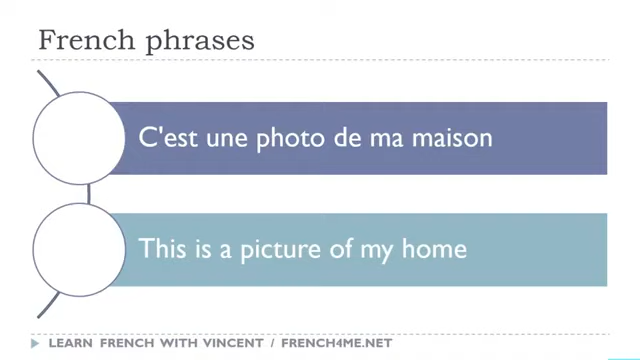 French phrases
C'est une photo de ma maison
This is a picture of my home
LEARN FRENCH WITH VINCENT / FRENCH4ME.NET